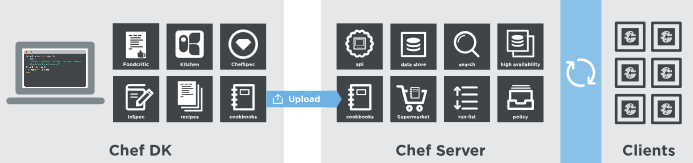 Foodcritic Kitchen ChefSpec
InSpec recipes cookbooks
Upload
api data store search high availability
cookbooks Supermarket run-list policy
Chef DK
Chef Server
Clients